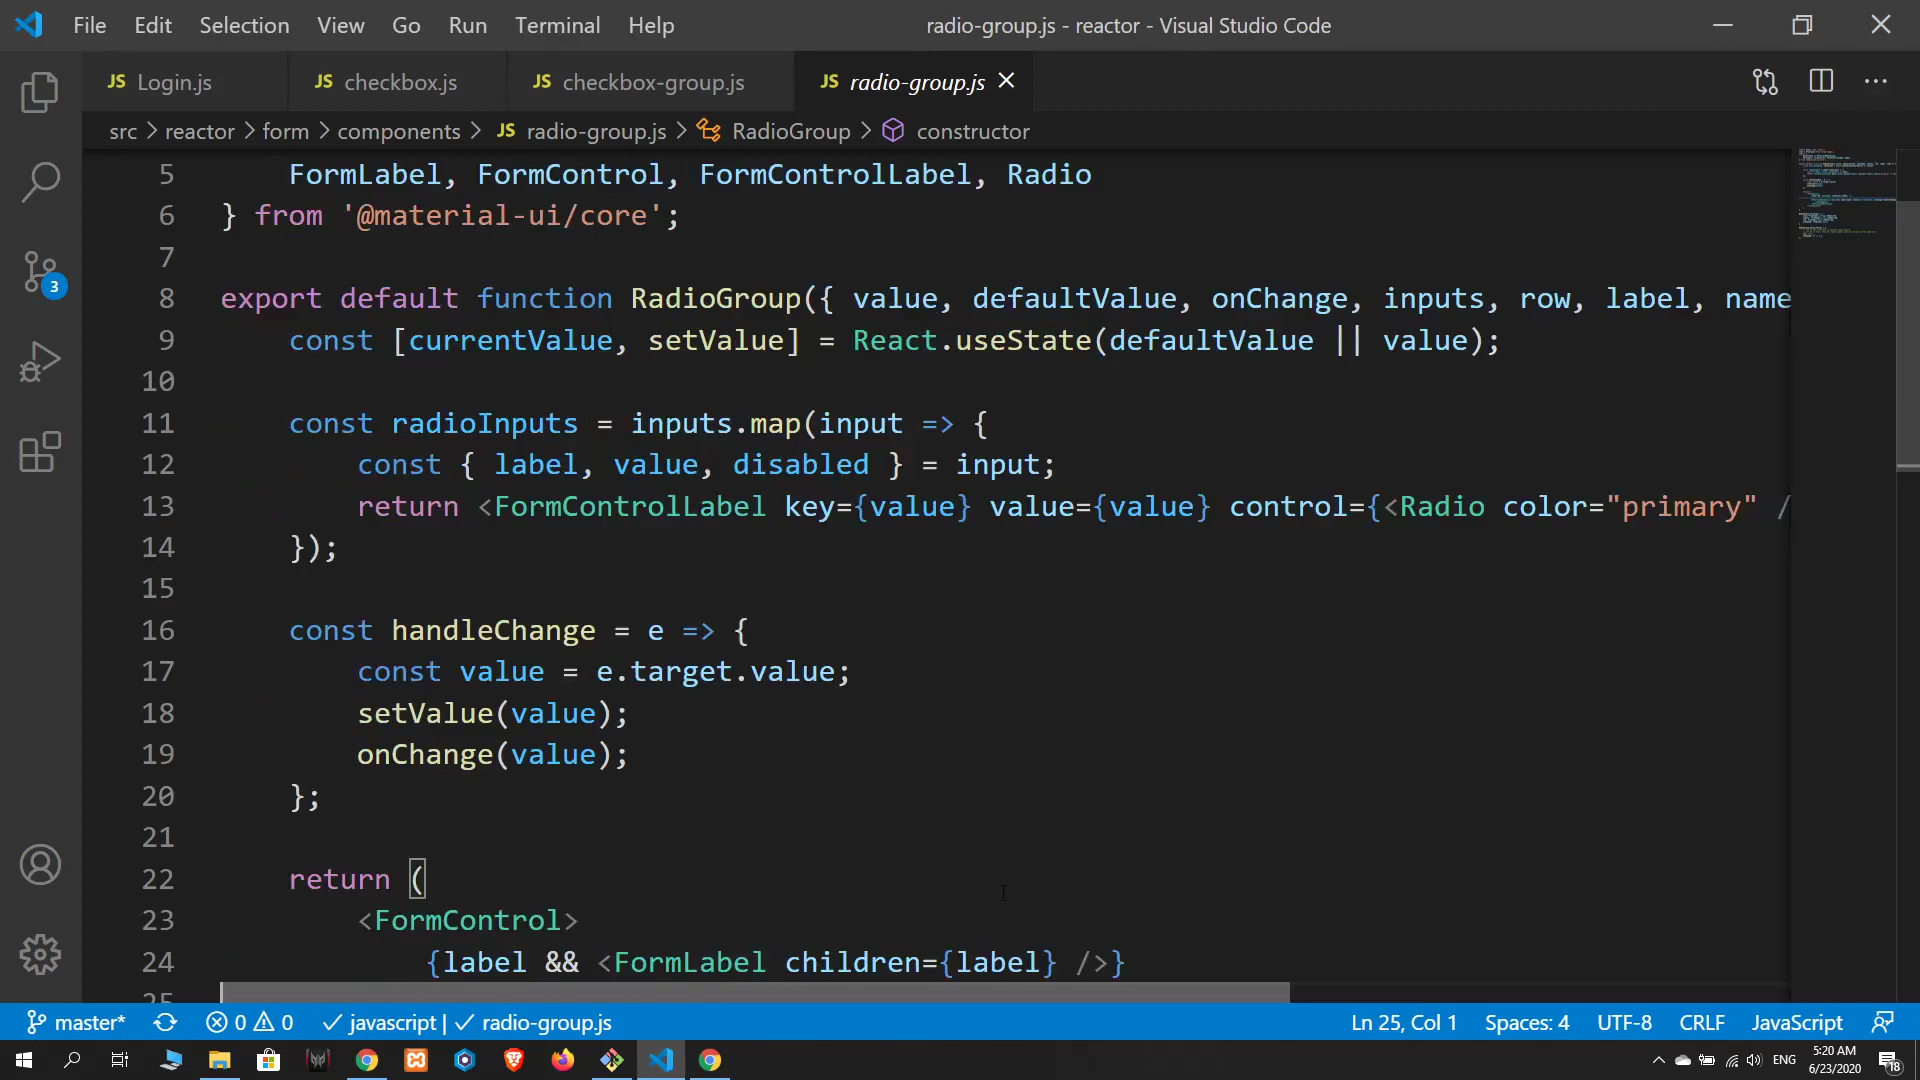 File Edit Selection View Go Run Terminal Help radio-group.js - reactor - Visual Studio Code
JS Login.js JS checkbox.js JS checkbox-group.js JS radio-group.js
src > reactor > form > components > JS radio-group.js > RadioGroup > constructor
5 FormLabel, FormControl, FormControlLabel, Radio
6 } from '@material-ui/core';
7
8 export default function RadioGroup({ value, defaultValue, onChange, inputs, row, label, name
9 const [currentValue, setValue] = React.useState(defaultValue || value);
10
11 const radioInputs = inputs.map(input => {
12 const { label, value, disabled } = input;
13 return <FormControlLabel key={value} value={value} control={<Radio color="primary" /
14 });
15
16 const handleChange = e => {
17 const value = e.target.value;
18 setValue(value);
19 onChange(value);
20 };
21
22 return (
23 <FormControl>
24 {label && <FormLabel children={label} />}
25
3
master* 0 0 javascript | radio-group.js Ln 25, Col 1 Spaces: 4 UTF-8 CRLF JavaScript
ENG 5:20 AM 18
6/23/2020